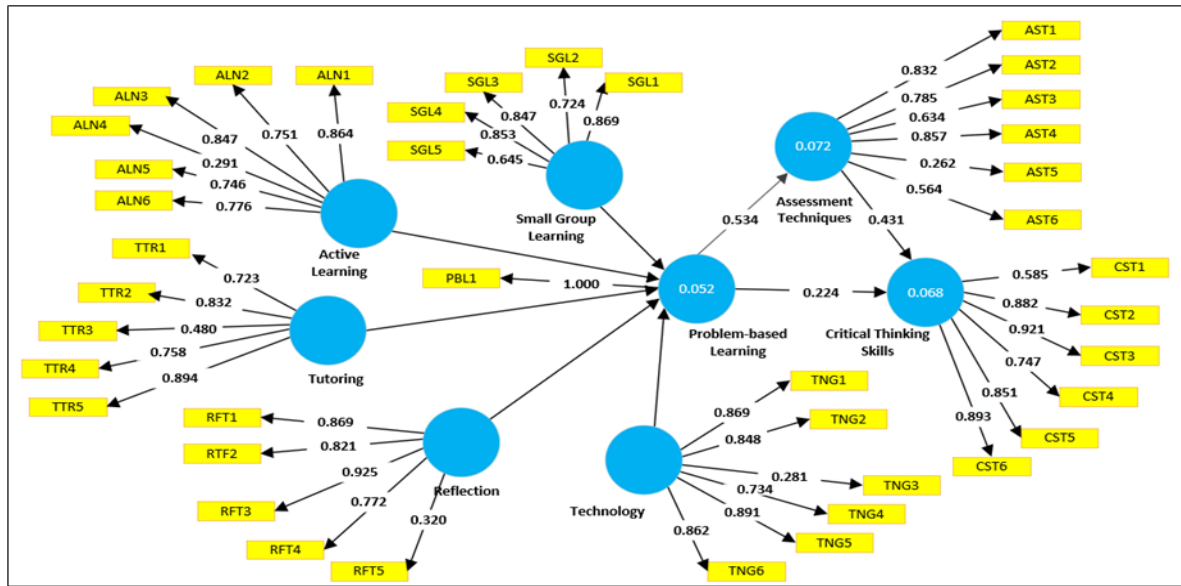 ALN1
ALN2
ALN3
ALN4
ALN5
ALN6
0.864
0.751
0.847
0.291
0.746
0.776
Active
Learning
SGL1
SGL2
SGL3
SGL4
SGL5
0.869
0.724
0.847
0.853
0.645
Small Group
Learning
AST1
AST2
AST3
AST4
AST5
AST6
0.832
0.785
0.634
0.857
0.262
0.564
0.072
Assessment
Techniques
0.534
0.431
TTR1
TTR2
TTR3
TTR4
TTR5
0.723
0.832
0.480
0.758
0.894
Tutoring
PBL1
1.000
0.052
Problem-based
Learning
0.224
0.068
Critical Thinking
Skills
CST1
CST2
CST3
CST4
CST5
CST6
0.585
0.882
0.921
0.747
0.851
0.893
RFT1
RTF2
RFT3
RFT4
RFT5
0.869
0.821
0.925
0.772
0.320
Reflection
TNG1
TNG2
TNG3
TNG4
TNG5
TNG6
0.869
0.848
0.281
0.734
0.891
0.862
Technology